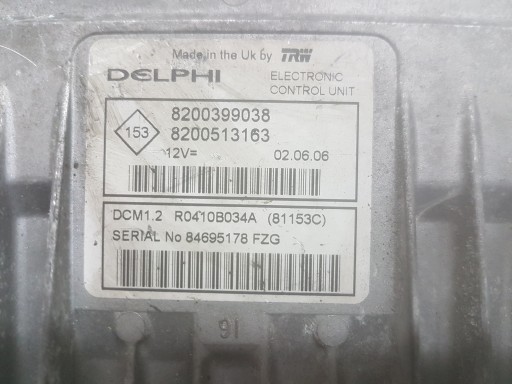 Made in the Uk by TRW
DELPHI ELECTRONIC
CONTROL UNIT
8200399038
153 8200513163
12V= 02.06.06
DCM1.2 R0410B034A (81153C)
SERIAL No 84695178 FZG
91